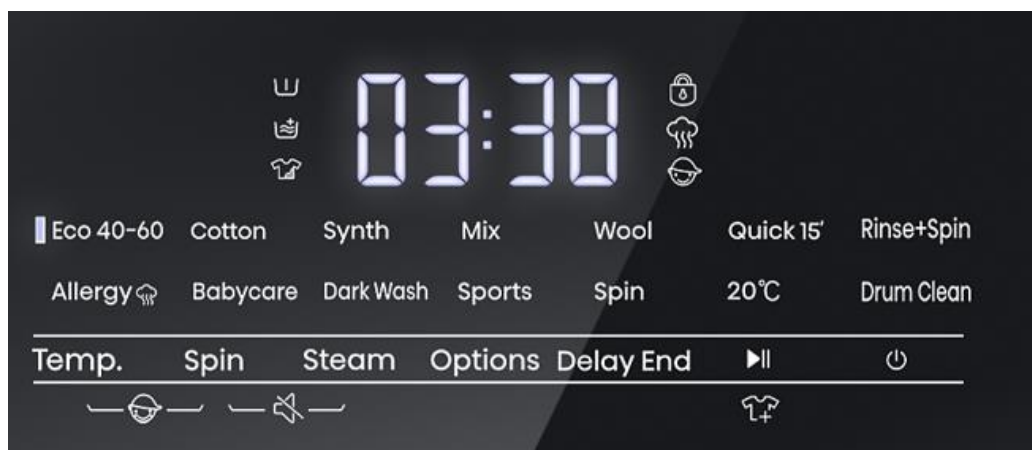 03:38
Eco 40-60 Cotton Synth Mix Wool Quick 15' Rinse+Spin
Allergy Babycare Dark Wash Sports Spin 20℃ Drum Clean
Temp. Spin Steam Options Delay End